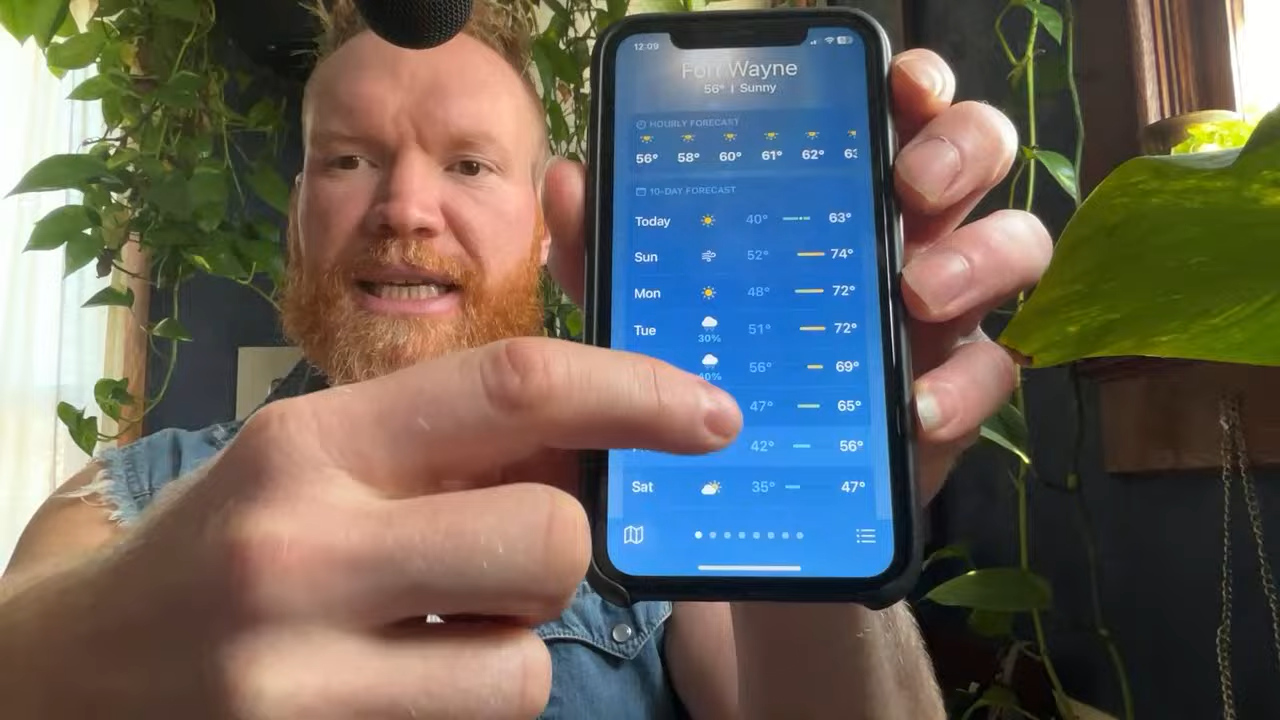 12:09
Fort Wayne
56° | Sunny
HOURLY FORECAST
56° 58° 60° 61° 62° 63
10-DAY FORECAST
Today 40° 63°
Sun 52° 74°
Mon 48° 72°
Tue 30% 51° 72°
40% 56° 69°
47° 65°
42° 56°
Sat 35° 47°